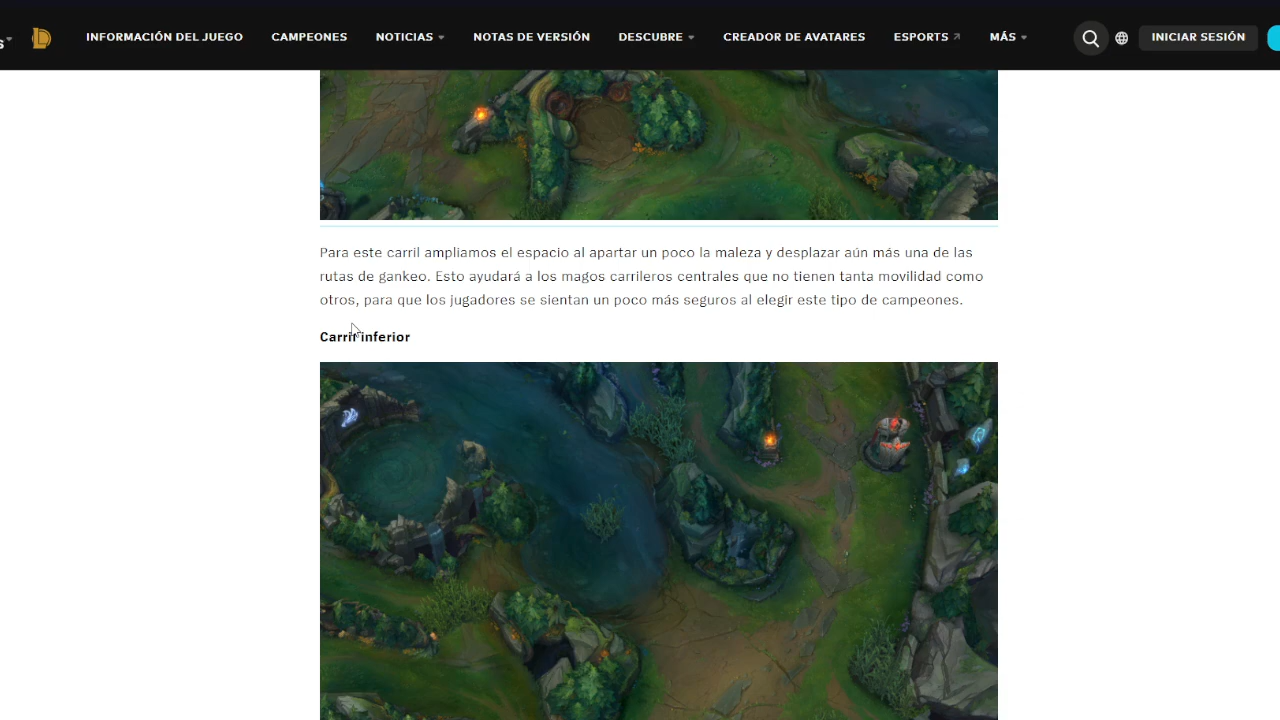 INFORMACIÓN DEL JUEGO CAMPEONES NOTICIAS NOTAS DE VERSIÓN DESCUBRE CREADOR DE AVATARES ESPORTS MÁS INICIAR SESIÓN
Para este carril ampliamos el espacio al apartar un poco la maleza y desplazar aún más una de las
rutas de gankeo. Esto ayudará a los magos carrileros centrales que no tienen tanta movilidad como
otros, para que los jugadores se sientan un poco más seguros al elegir este tipo de campeones.
Carril inferior